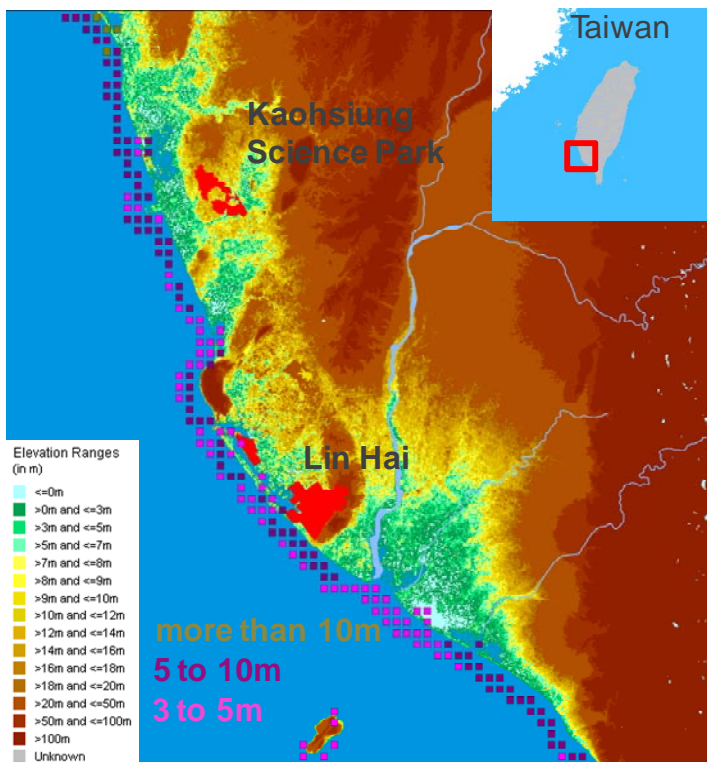 Taiwan
Kaohsiung
Science Park
Lin Hai
more than 10m
5 to 10m
3 to 5m
Elevation Ranges
(in m)
<=0m
>0m and <=3m
>3m and <=5m
>5m and <=7m
>7m and <=8m
>8m and <=9m
>9m and <=10m
>10m and <=12m
>12m and <=14m
>14m and <=16m
>16m and <=18m
>18m and <=20m
>20m and <=50m
>50m and <=100m
>100m
Unknown